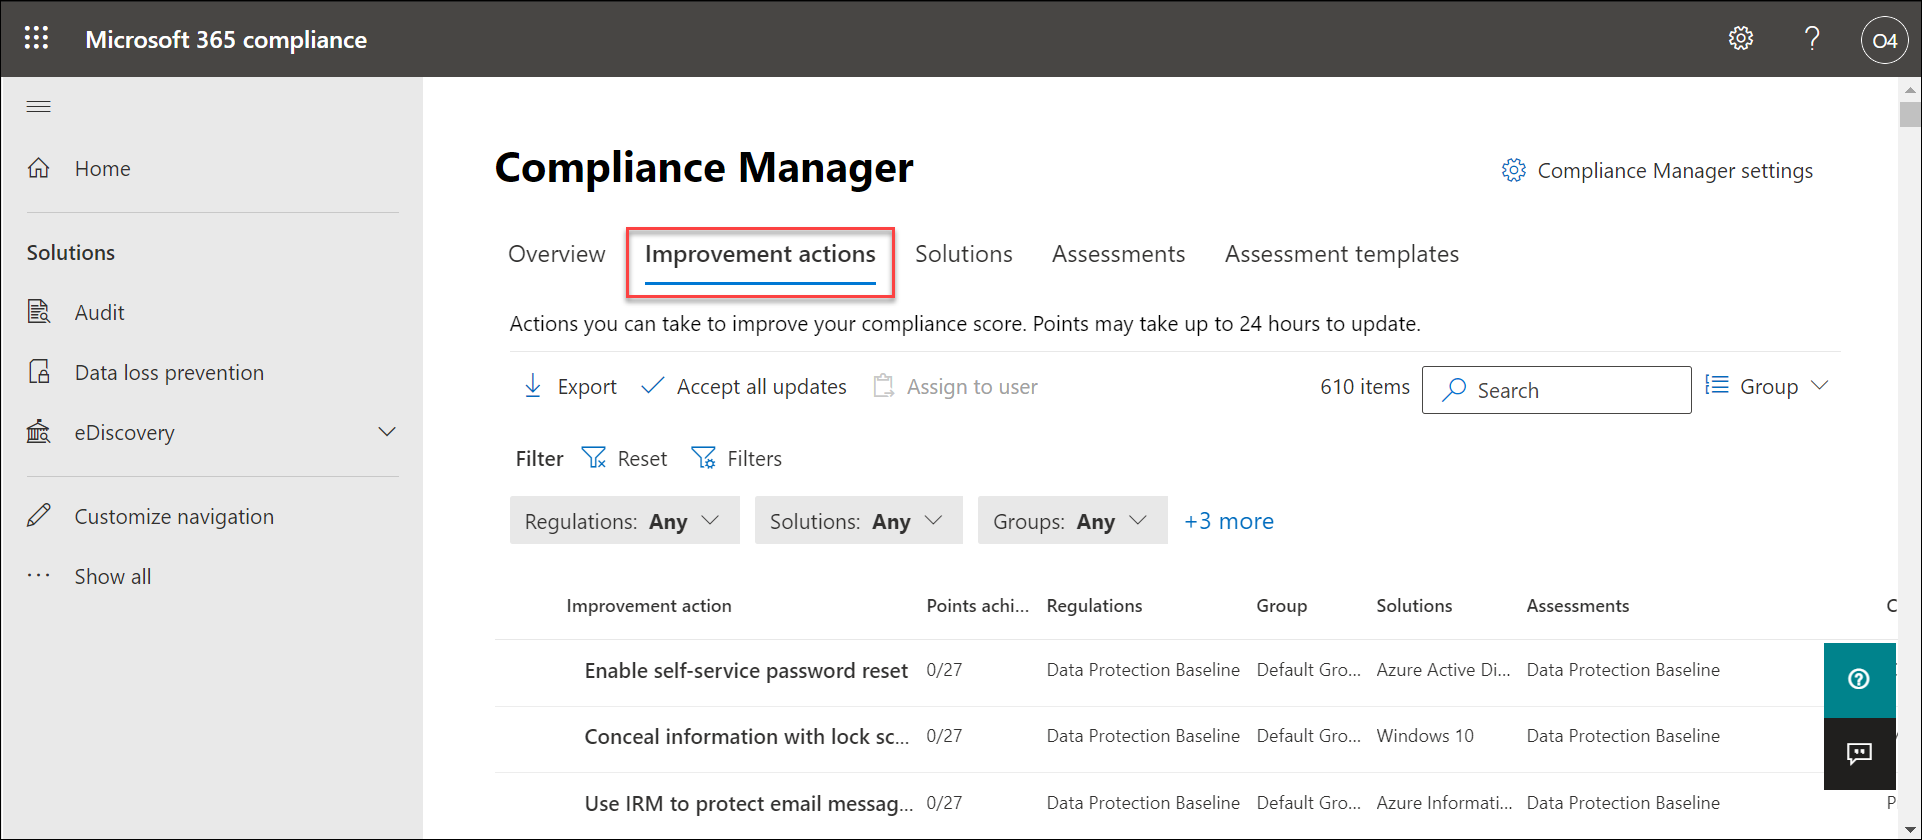 Microsoft 365 compliance
O4
Home
Solutions
Audit
Data loss prevention
eDiscovery
Customize navigation
Show all
Compliance Manager
Compliance Manager settings
Overview Improvement actions Solutions Assessments Assessment templates
Actions you can take to improve your compliance score. Points may take up to 24 hours to update.
Export Accept all updates Assign to user 610 items Search Group
Filter Reset Filters
Regulations: Any Solutions: Any Groups: Any +3 more
Improvement action Points achi... Regulations Group Solutions Assessments C
Enable self-service password reset 0/27 Data Protection Baseline Default Gro... Azure Active Di... Data Protection Baseline
Conceal information with lock sc... 0/27 Data Protection Baseline Default Gro... Windows 10 Data Protection Baseline
Use IRM to protect email messag... 0/27 Data Protection Baseline Default Gro... Azure Informati... Data Protection Baseline P